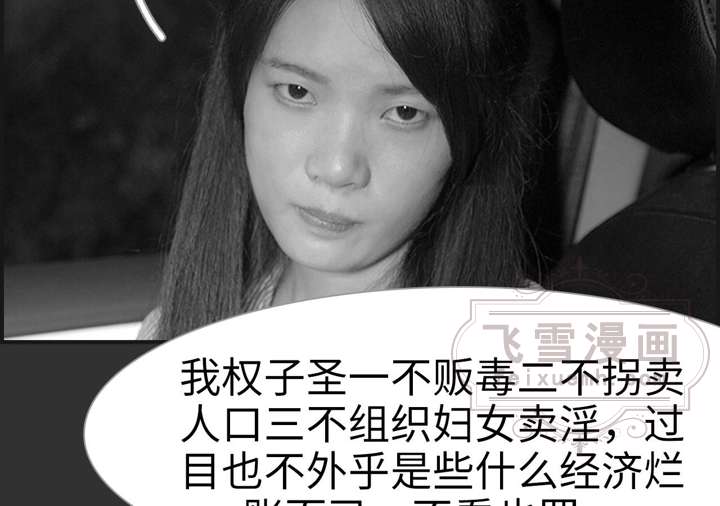 飞雪漫画
我权子圣一不贩毒二不拐卖
人口三不组织妇女卖淫，过
目也不外乎是些什么经济烂